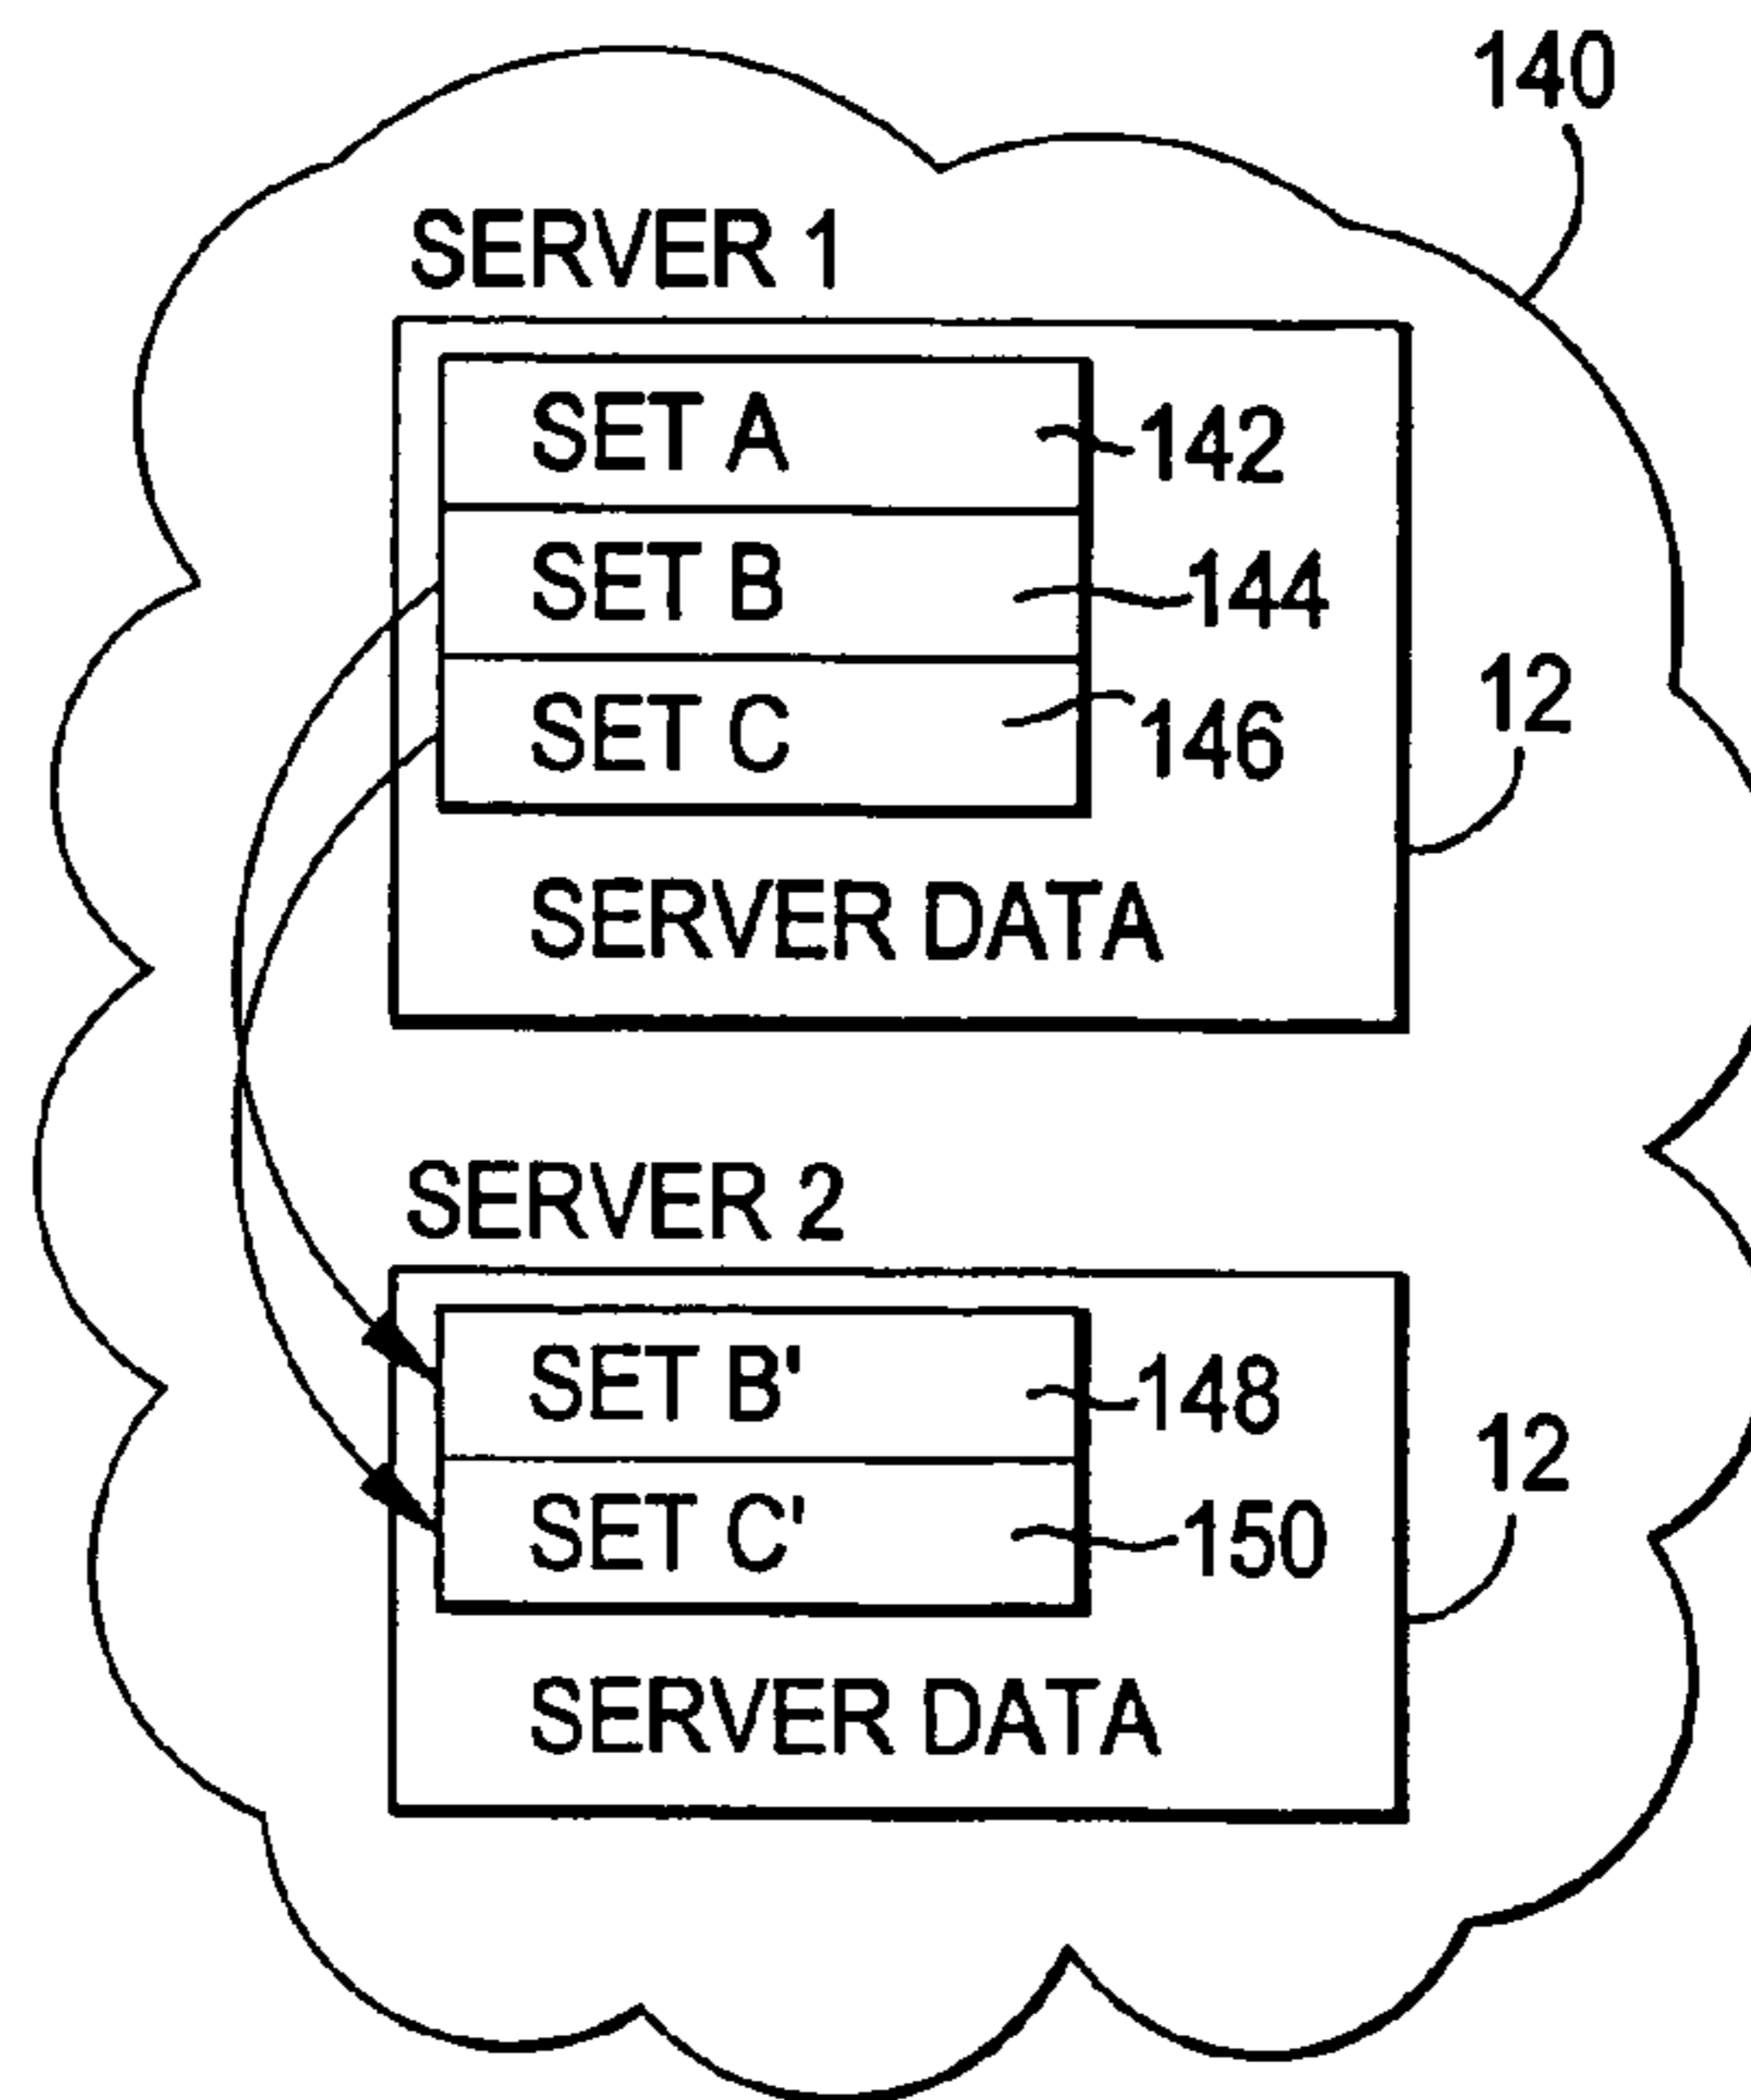 140
SERVER 1
SET A 142
SET B 144
SET C 146
12
SERVER DATA
SERVER 2
SET B' 148
12
SET C' 150
SERVER DATA